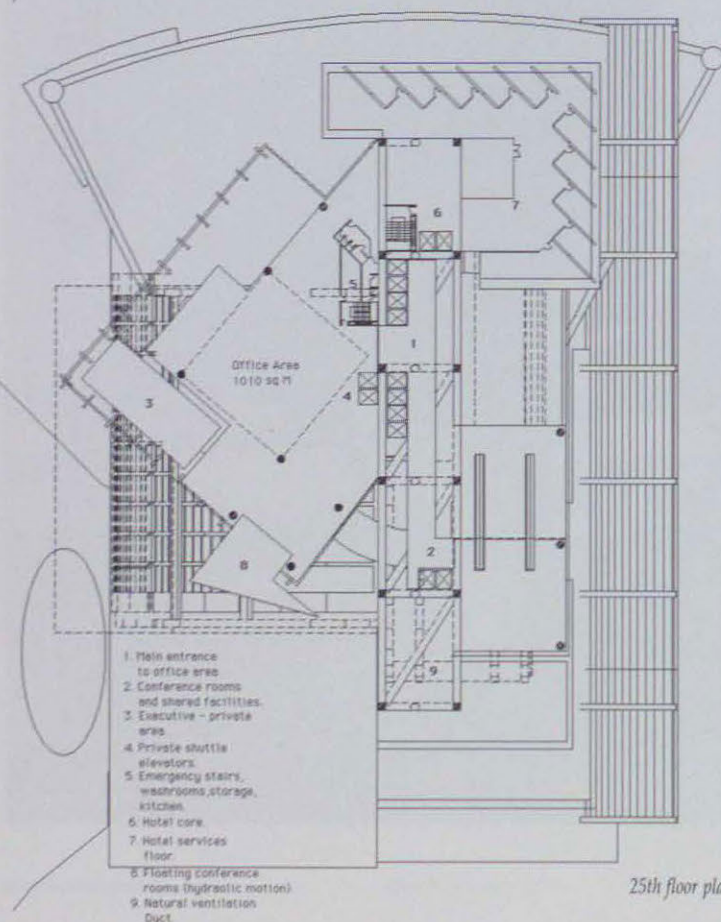 6
7
5
1
Office Area
1010 sq M
3
4
8
2
9
1. Main entrance
to office area
2. Conference rooms
and shared facilities.
3. Executive - private
area.
4. Private shuttle
elevators.
5. Emergency stairs,
washrooms,storage,
kitchen.
6. Hotel core.
7. Hotel services
floor.
8. Floating conference
rooms (hydraulic motion)
9. Natural ventilation
Duct
25th floor pla